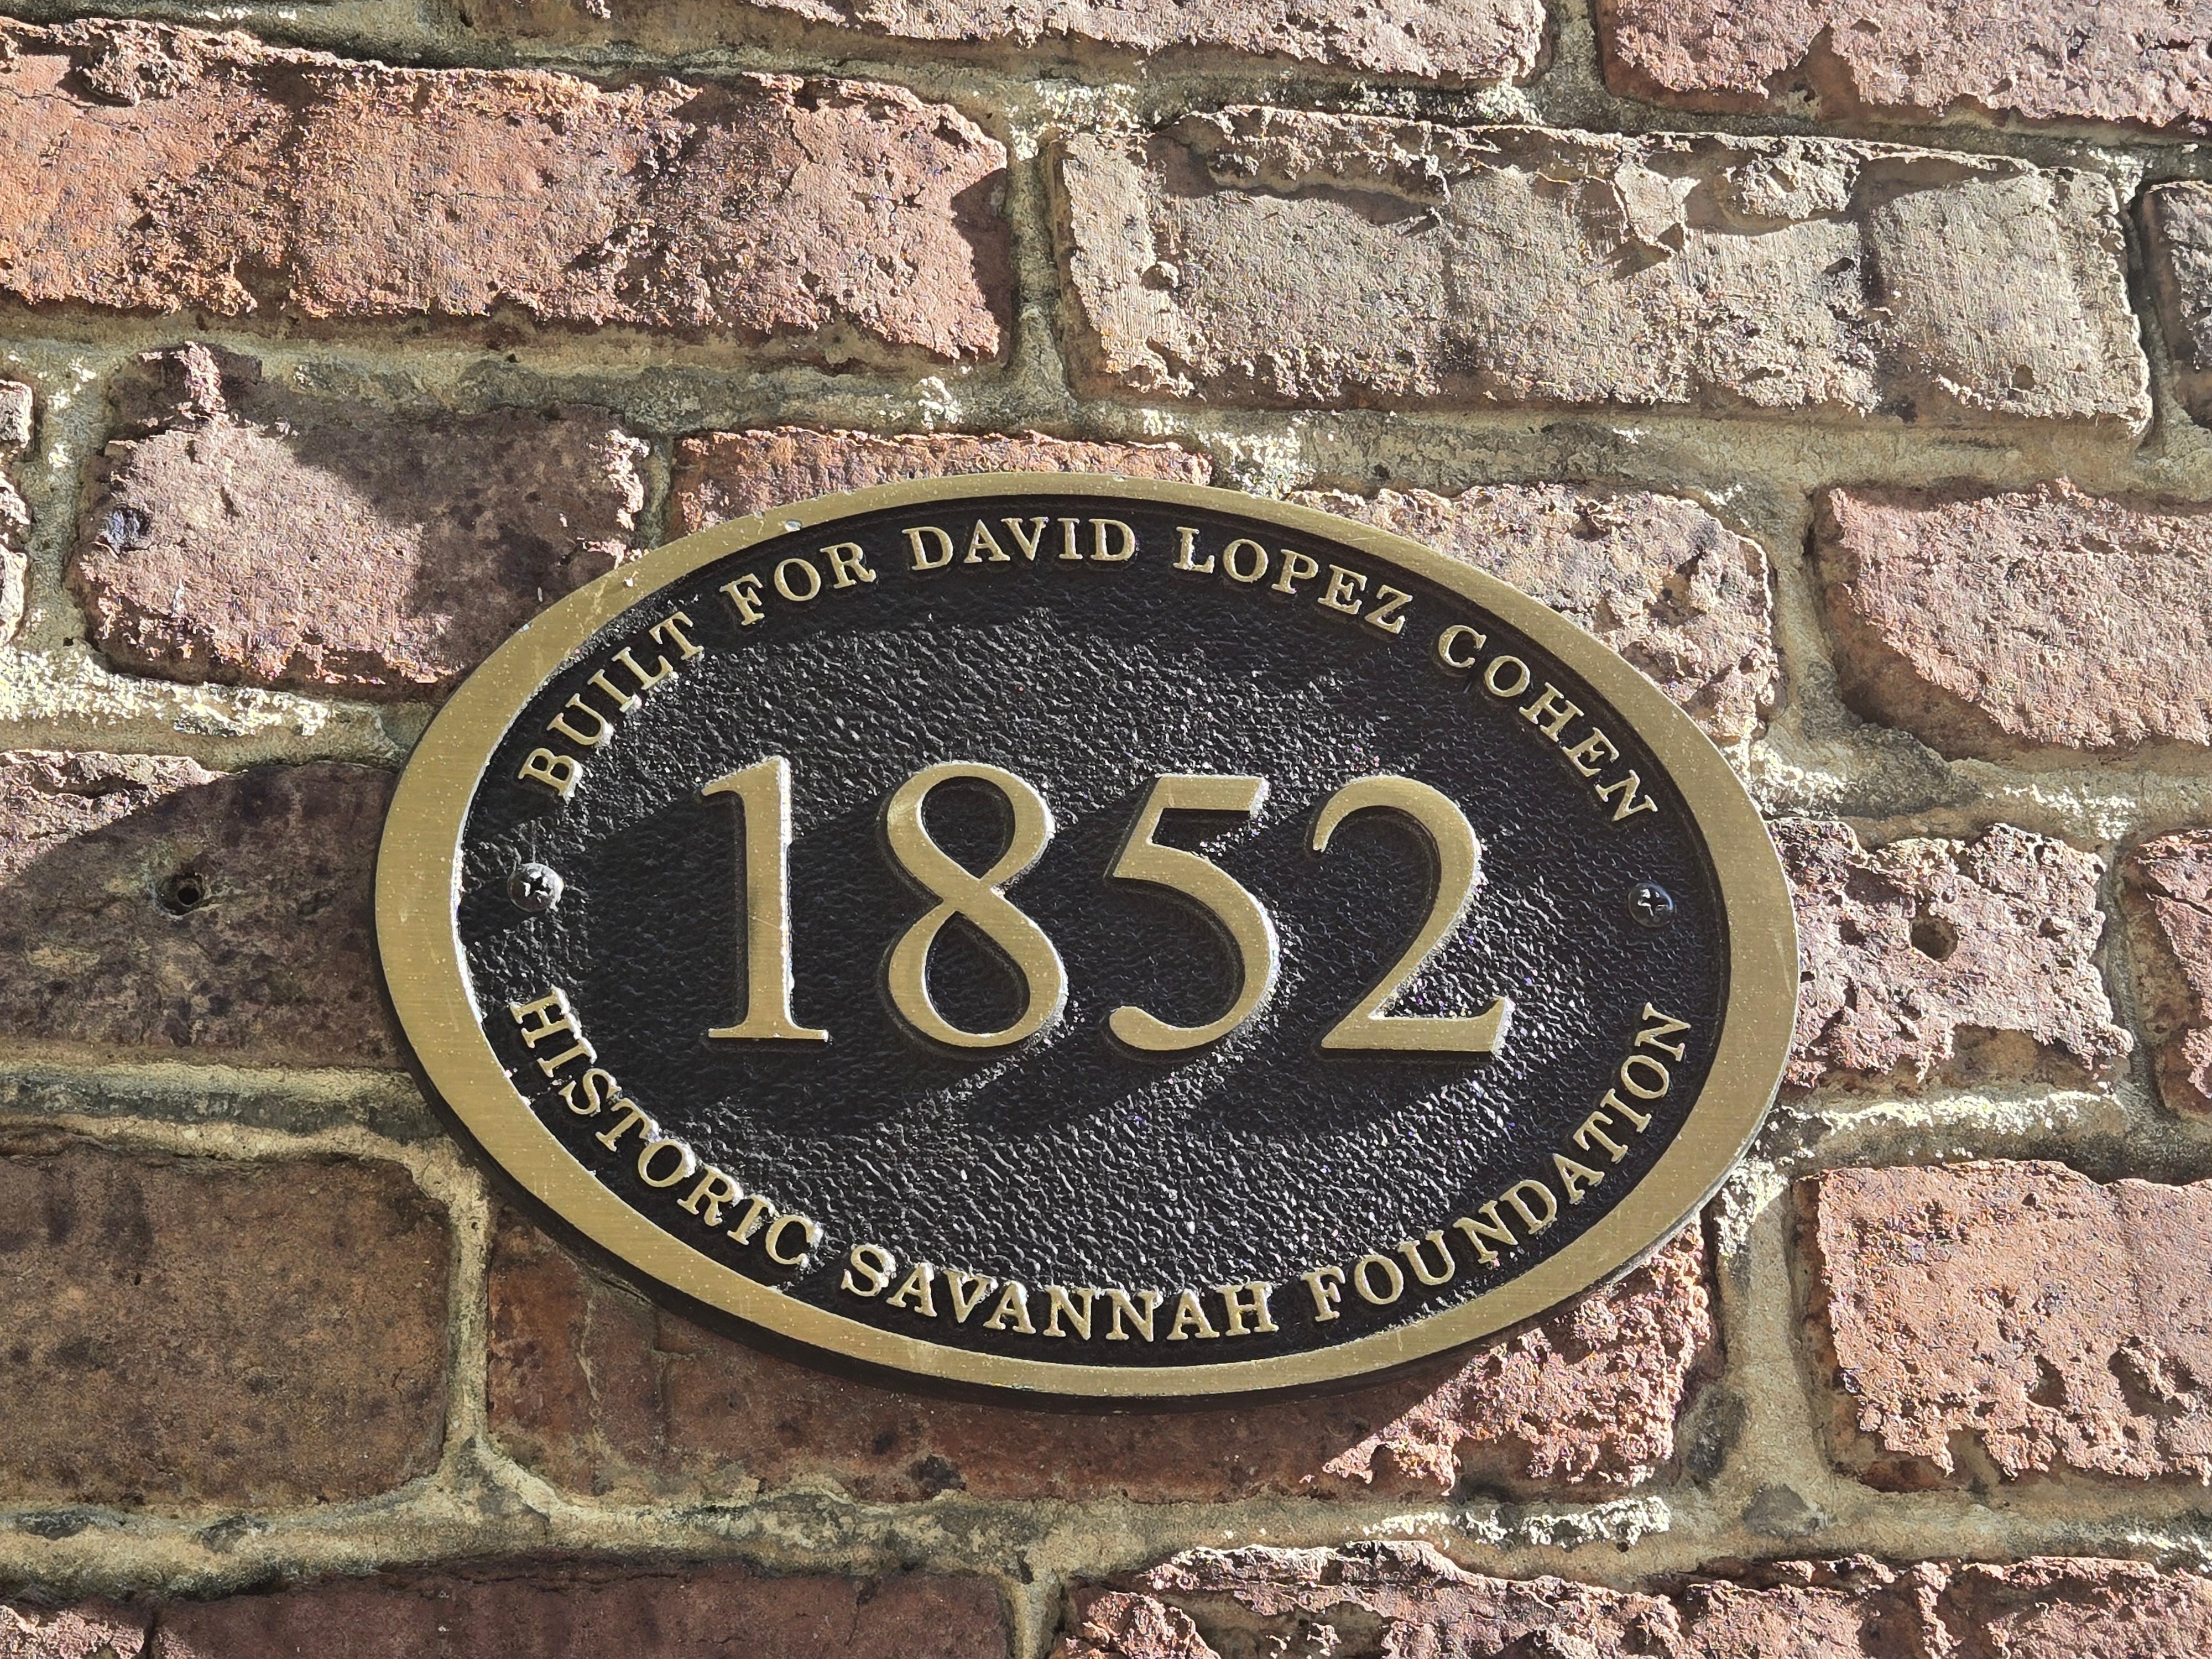 BUILT FOR DAVID LOPEZ COHEN
1852
HISTORIC SAVANNAH FOUNDATION